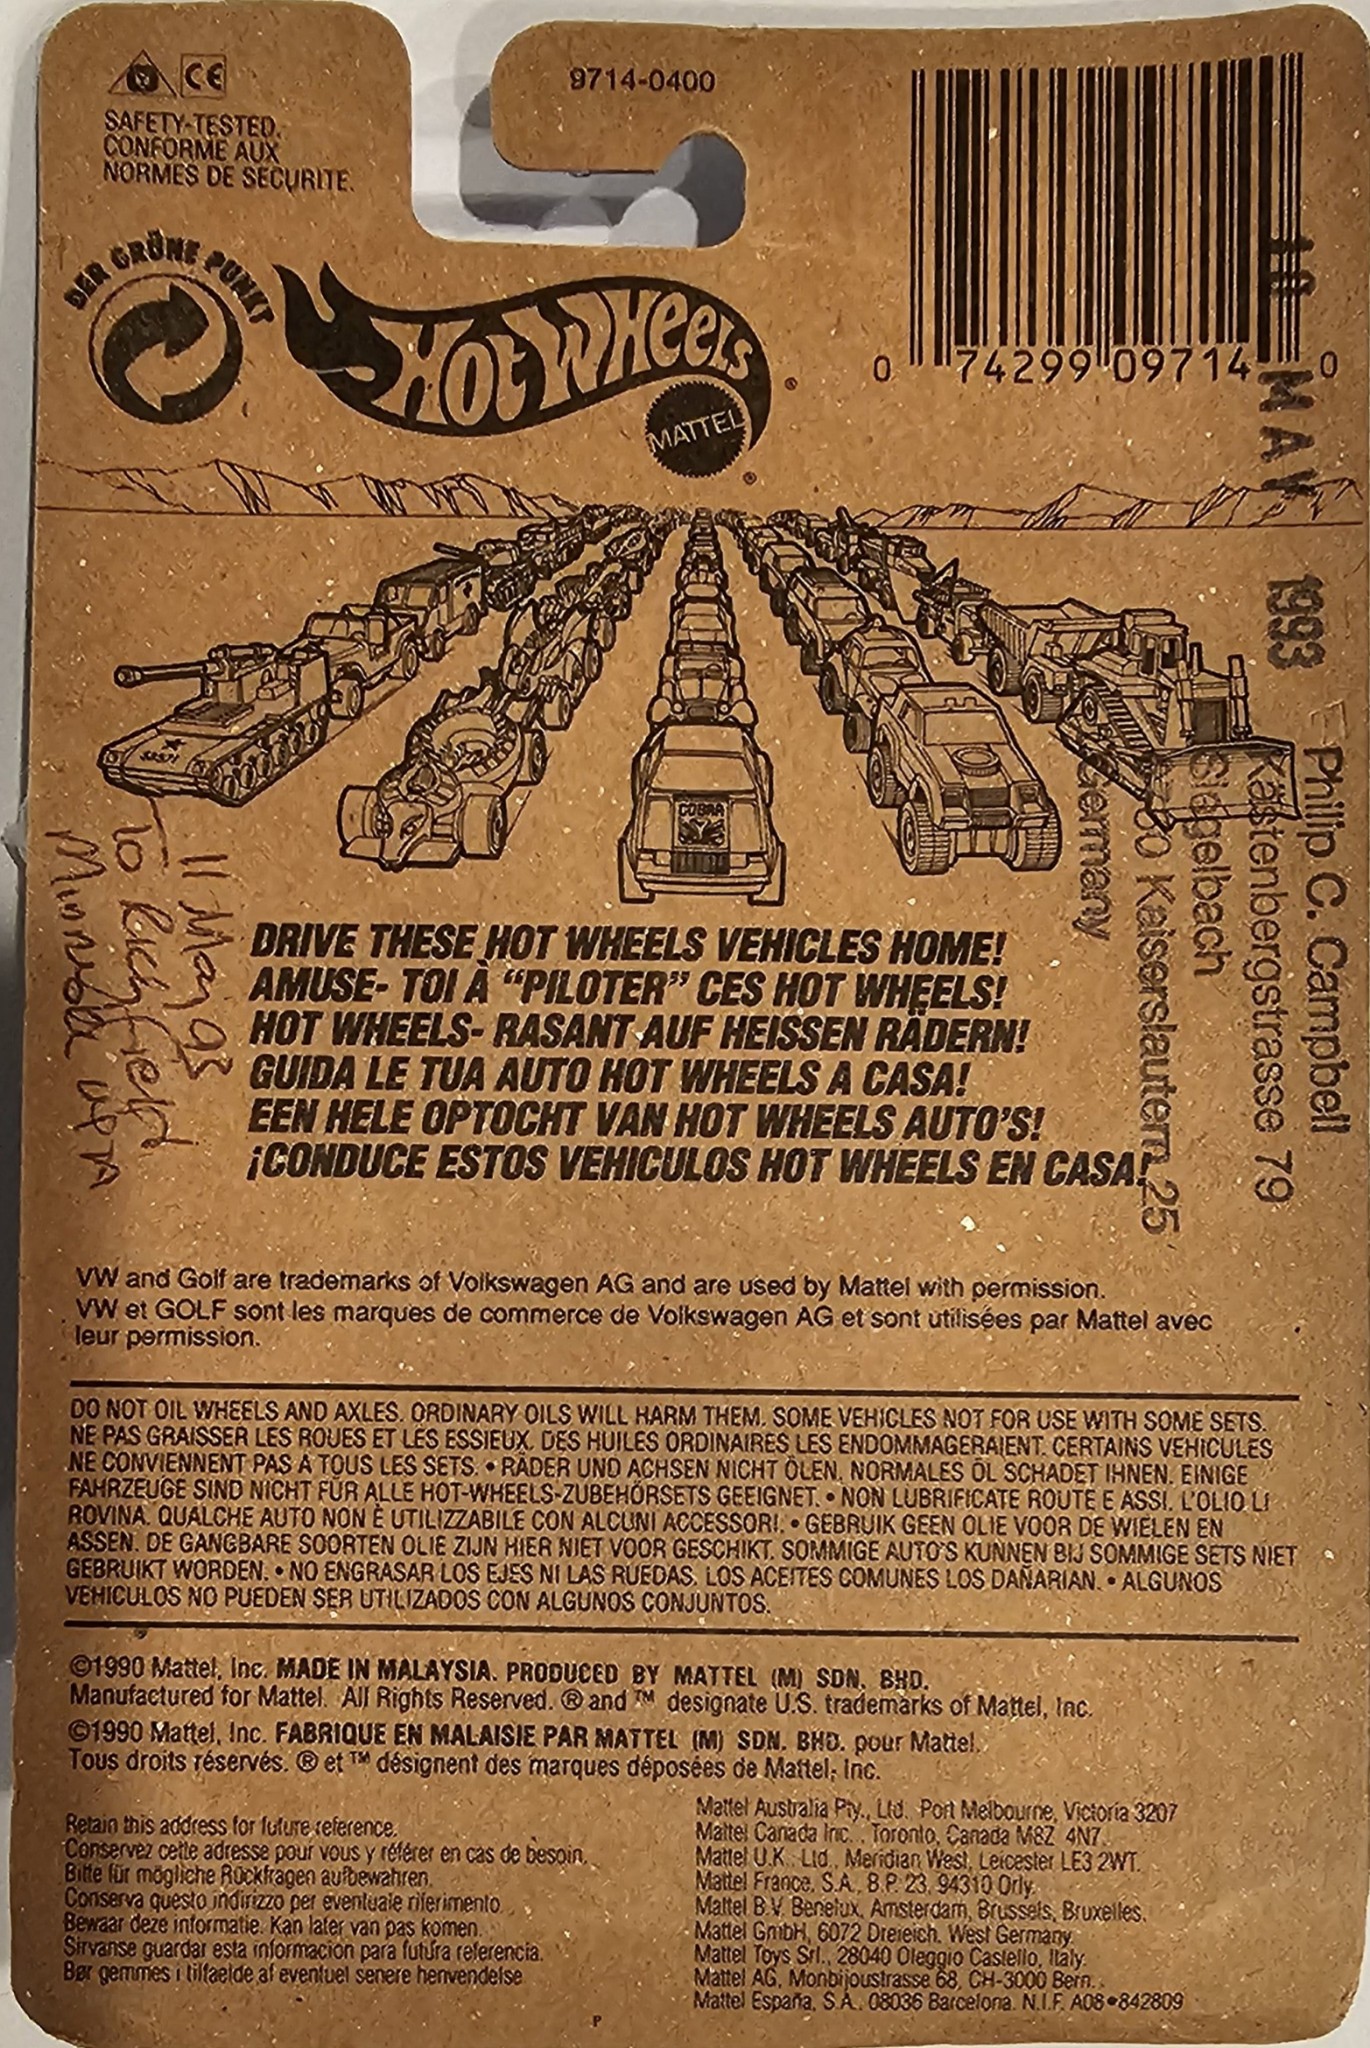 CE
9714-0400
SAFETY-TESTED.
CONFORME AUX
NORMES DE SECURITE.
DER GRÜNE PUNKT
HOT WHEELS
MATTEL
®
®
0 74299 09714 0
10 MAY 1993
Philip C. Campbell
Kästenbergstrasse 79
Siegelbach
Kaiserslautern 25
Germany
COBRA
11 May 93
To Richfield
Minnesota
DRIVE THESE HOT WHEELS VEHICLES HOME!
AMUSE- TOI À “PILOTER” CES HOT WHEELS!
HOT WHEELS- RASANT AUF HEISSEN RÄDERN!
GUIDA LE TUA AUTO HOT WHEELS A CASA!
EEN HELE OPTOCHT VAN HOT WHEELS AUTO'S!
¡CONDUCE ESTOS VEHICULOS HOT WHEELS EN CASA!
VW and Golf are trademarks of Volkswagen AG and are used by Mattel with permission.
VW et GOLF sont les marques de commerce de Volkswagen AG et sont utilisées par Mattel avec
leur permission.
DO NOT OIL WHEELS AND AXLES. ORDINARY OILS WILL HARM THEM. SOME VEHICLES NOT FOR USE WITH SOME SETS.
NE PAS GRAISSER LES ROUES ET LES ESSIEUX. DES HUILES ORDINAIRES LES ENDOMMAGERAIENT. CERTAINS VEHICULES
NE CONVIENNENT PAS A TOUS LES SETS. • RÄDER UND ACHSEN NICHT ÖLEN. NORMALES ÖL SCHADET IHNEN. EINIGE
FAHRZEUGE SIND NICHT FÜR ALLE HOT-WHEELS-ZUBEHÖRSETS GEEIGNET. • NON LUBRIFICATE ROUTE E ASSI. L'OLIO LI
ROVINA. QUALCHE AUTO NON È UTILIZZABILE CON ALCUNI ACCESSORI. • GEBRUIK GEEN OLIE VOOR DE WIELEN EN
ASSEN. DE GANGBARE SOORTEN OLIE ZIJN HIER NIET VOOR GESCHIKT. SOMMIGE AUTO'S KUNNEN BIJ SOMMIGE SETS NIET
GEBRUIKT WORDEN. • NO ENGRASAR LOS EJES NI LAS RUEDAS. LOS ACEITES COMUNES LOS DAÑARIAN. • ALGUNOS
VEHICULOS NO PUEDEN SER UTILIZADOS CON ALGUNOS CONJUNTOS.
©1990 Mattel, Inc. MADE IN MALAYSIA. PRODUCED BY MATTEL (M) SDN. BHD.
Manufactured for Mattel. All Rights Reserved. ® and ™ designate U.S. trademarks of Mattel, Inc.
©1990 Mattel, Inc. FABRIQUE EN MALAISIE PAR MATTEL (M) SDN. BHD. pour Mattel.
Tous droits réservés. ® et ™ désignent des marques déposées de Mattel, Inc.
Retain this address for future reference.
Conservez cette adresse pour vous y référer en cas de besoin.
Bitte für mögliche Rückfragen aufbewahren.
Conserva questo indirizzo per eventuale riferimento.
Bewaar deze informatie. Kan later van pas komen.
Sirvanse guardar esta informacion para futura referencia.
Bør gemmes i tilfaelde af eventuel senere henvendelse
Mattel Australia Pty., Ltd. Port Melbourne, Victoria 3207
Mattel Canada Inc., Toronto, Canada M8Z 4N7.
Mattel U.K. Ltd., Meridian West, Leicester LE3 2WT.
Mattel France, S.A., B.P. 23, 94310 Orly.
Mattel B.V. Benelux, Amsterdam, Brussels, Bruxelles.
Mattel GmbH, 6072 Dreieich, West Germany.
Mattel Toys Srl., 28040 Oleggio Castello, Italy.
Mattel AG, Monbijoustrasse 68, CH-3000 Bern.
Mattel España, S.A. 08036 Barcelona. N.I.F. A08•842809
P